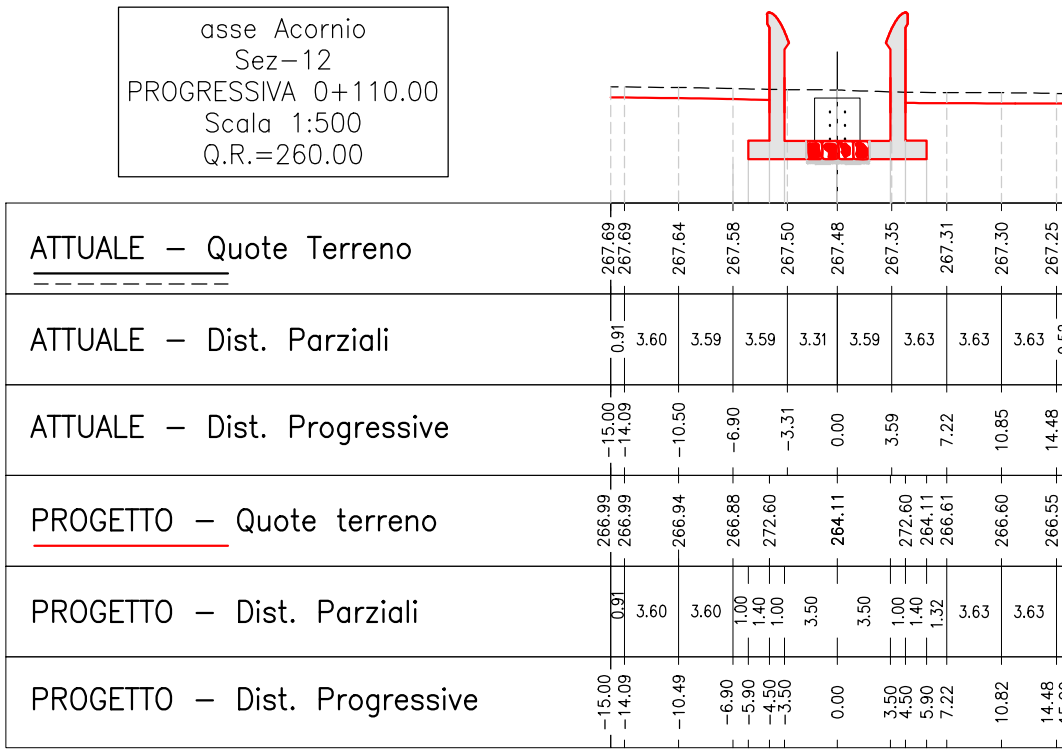 asse Acornio
Sez-12
PROGRESSIVA 0+110.00
Scala 1:500
Q.R.=260.00
ATTUALE - Quote Terreno
267.69 267.69 267.64 267.58 267.50 267.48 267.35 267.31 267.30 267.25
ATTUALE - Dist. Parziali
0.91 3.60 3.59 3.59 3.31 3.59 3.63 3.63 3.63
ATTUALE - Dist. Progressive
-15.00 -14.09 -10.50 -6.90 -3.31 0.00 3.59 7.22 10.85 14.48
PROGETTO - Quote terreno
266.99 266.99 266.94 266.88 272.60 264.11 272.60 264.11 266.61 266.60 266.55
PROGETTO - Dist. Parziali
0.91 3.60 3.60 1.00 1.40 1.00 3.50 3.50 1.00 1.40 1.32 3.63 3.63
PROGETTO - Dist. Progressive
-15.00 -14.09 -10.49 -6.90 -5.90 -4.50 -3.50 0.00 3.50 4.50 5.90 7.22 10.82 14.48